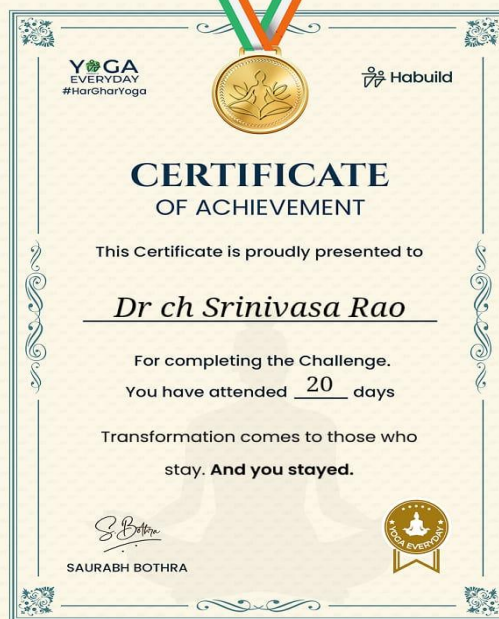 YOGA
EVERYDAY
#HarGharYoga
Habuild
CERTIFICATE
OF ACHIEVEMENT
This Certificate is proudly presented to
Dr ch Srinivasa Rao
For completing the Challenge.
You have attended 20 days
Transformation comes to those who
stay. And you stayed.
S. Bothra
SAURABH BOTHRA
YOGA EVERYDAY